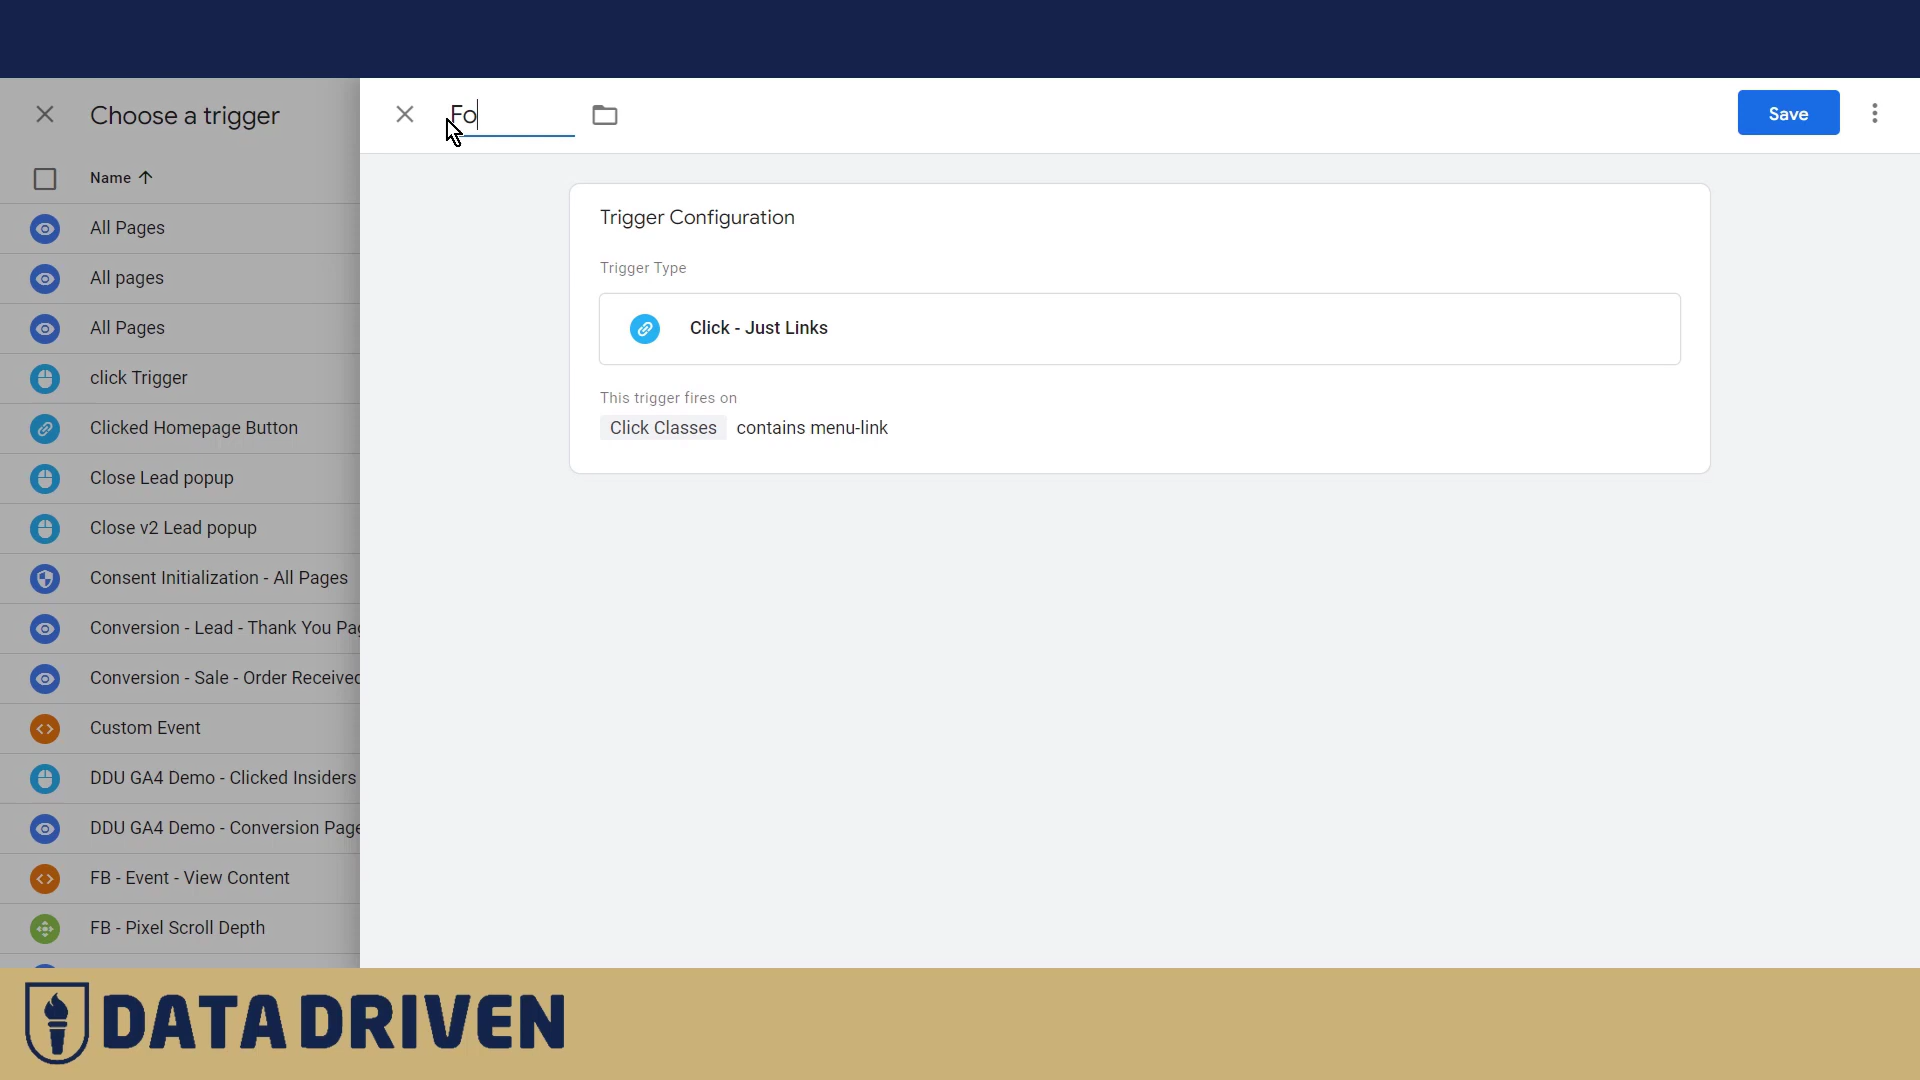 Choose a trigger
Name
All Pages
All pages
All Pages
click Trigger
Clicked Homepage Button
Close Lead popup
Close v2 Lead popup
Consent Initialization - All Pages
Conversion - Lead - Thank You Pag
Conversion - Sale - Order Received
Custom Event
DDU GA4 Demo - Clicked Insiders
DDU GA4 Demo - Conversion Page
FB - Event - View Content
FB - Pixel Scroll Depth
Fo
Save
Trigger Configuration
Trigger Type
Click - Just Links
This trigger fires on
Click Classes contains menu-link
DATA DRIVEN